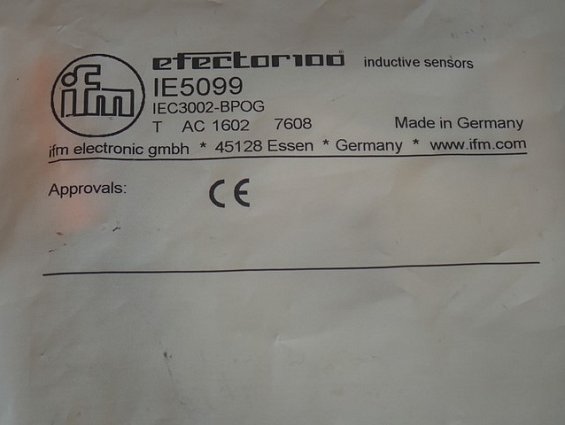 ifm
efector100 inductive sensors
IE5099
IEC3002-BPOG
T AC 1602 7608 Made in Germany
ifm electronic gmbh * 45128 Essen * Germany * www.ifm.com
Approvals: CE